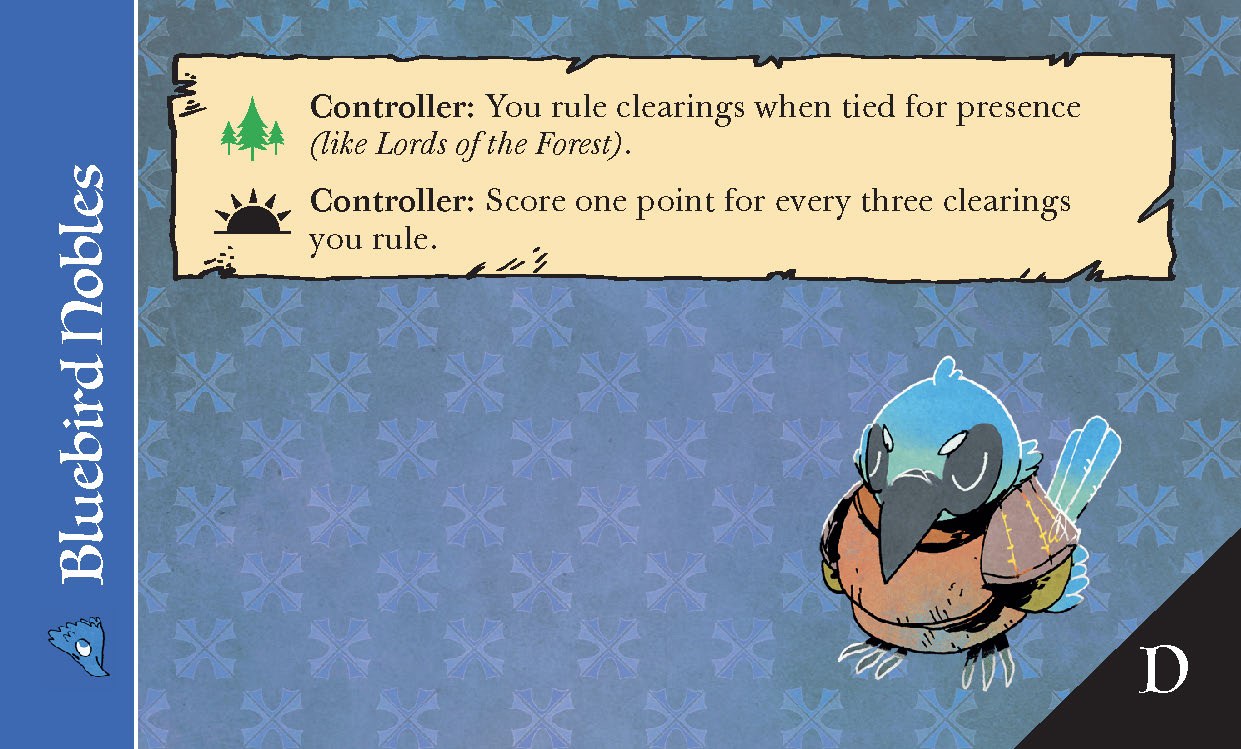 Bluebird Nobles
Controller: You rule clearings when tied for presence
(like Lords of the Forest).
Controller: Score one point for every three clearings
you rule.
D